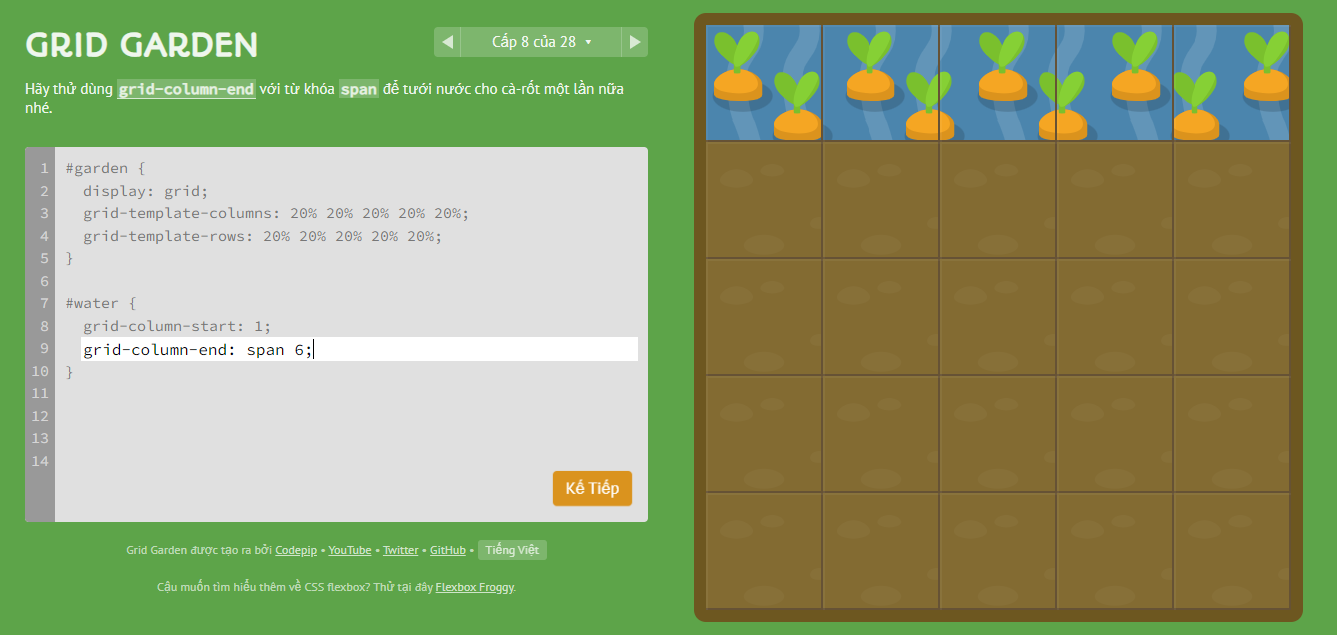 GRID GARDEN
Cấp 8 của 28
Hãy thử dùng grid-column-end với từ khóa span để tưới nước cho cà-rốt một lần nữa
nhé.
1 #garden {
2 display: grid;
3 grid-template-columns: 20% 20% 20% 20% 20%;
4 grid-template-rows: 20% 20% 20% 20% 20%;
5 }
6
7 #water {
8 grid-column-start: 1;
9 grid-column-end: span 6;
10 }
11
12
13
14
Kế Tiếp
Grid Garden được tạo ra bởi Codepip • YouTube • Twitter • GitHub • Tiếng Việt
Cậu muốn tìm hiểu thêm về CSS flexbox? Thử tại đây Flexbox Froggy.